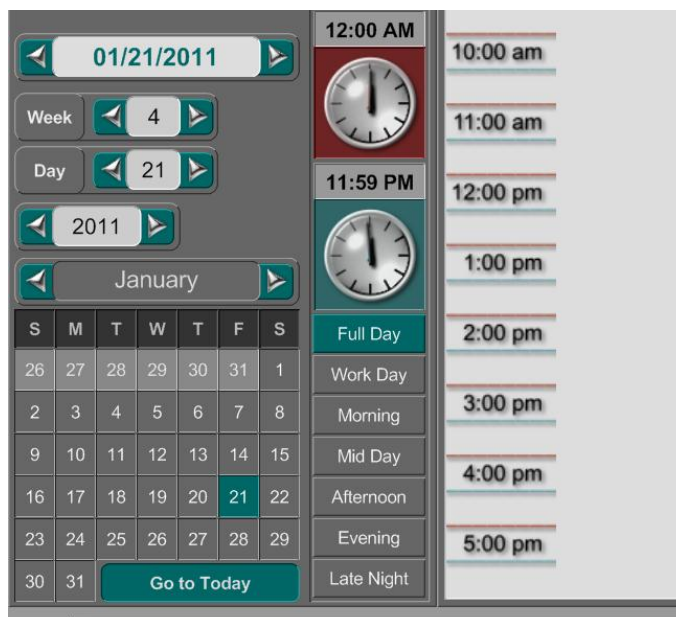 01/21/2011
Week 4
Day 21
2011
January
S M T W T F S
26 27 28 29 30 31 1
2 3 4 5 6 7 8
9 10 11 12 13 14 15
16 17 18 19 20 21 22
23 24 25 26 27 28 29
30 31 Go to Today
12:00 AM
11:59 PM
Full Day
Work Day
Morning
Mid Day
Afternoon
Evening
Late Night
10:00 am
11:00 am
12:00 pm
1:00 pm
2:00 pm
3:00 pm
4:00 pm
5:00 pm